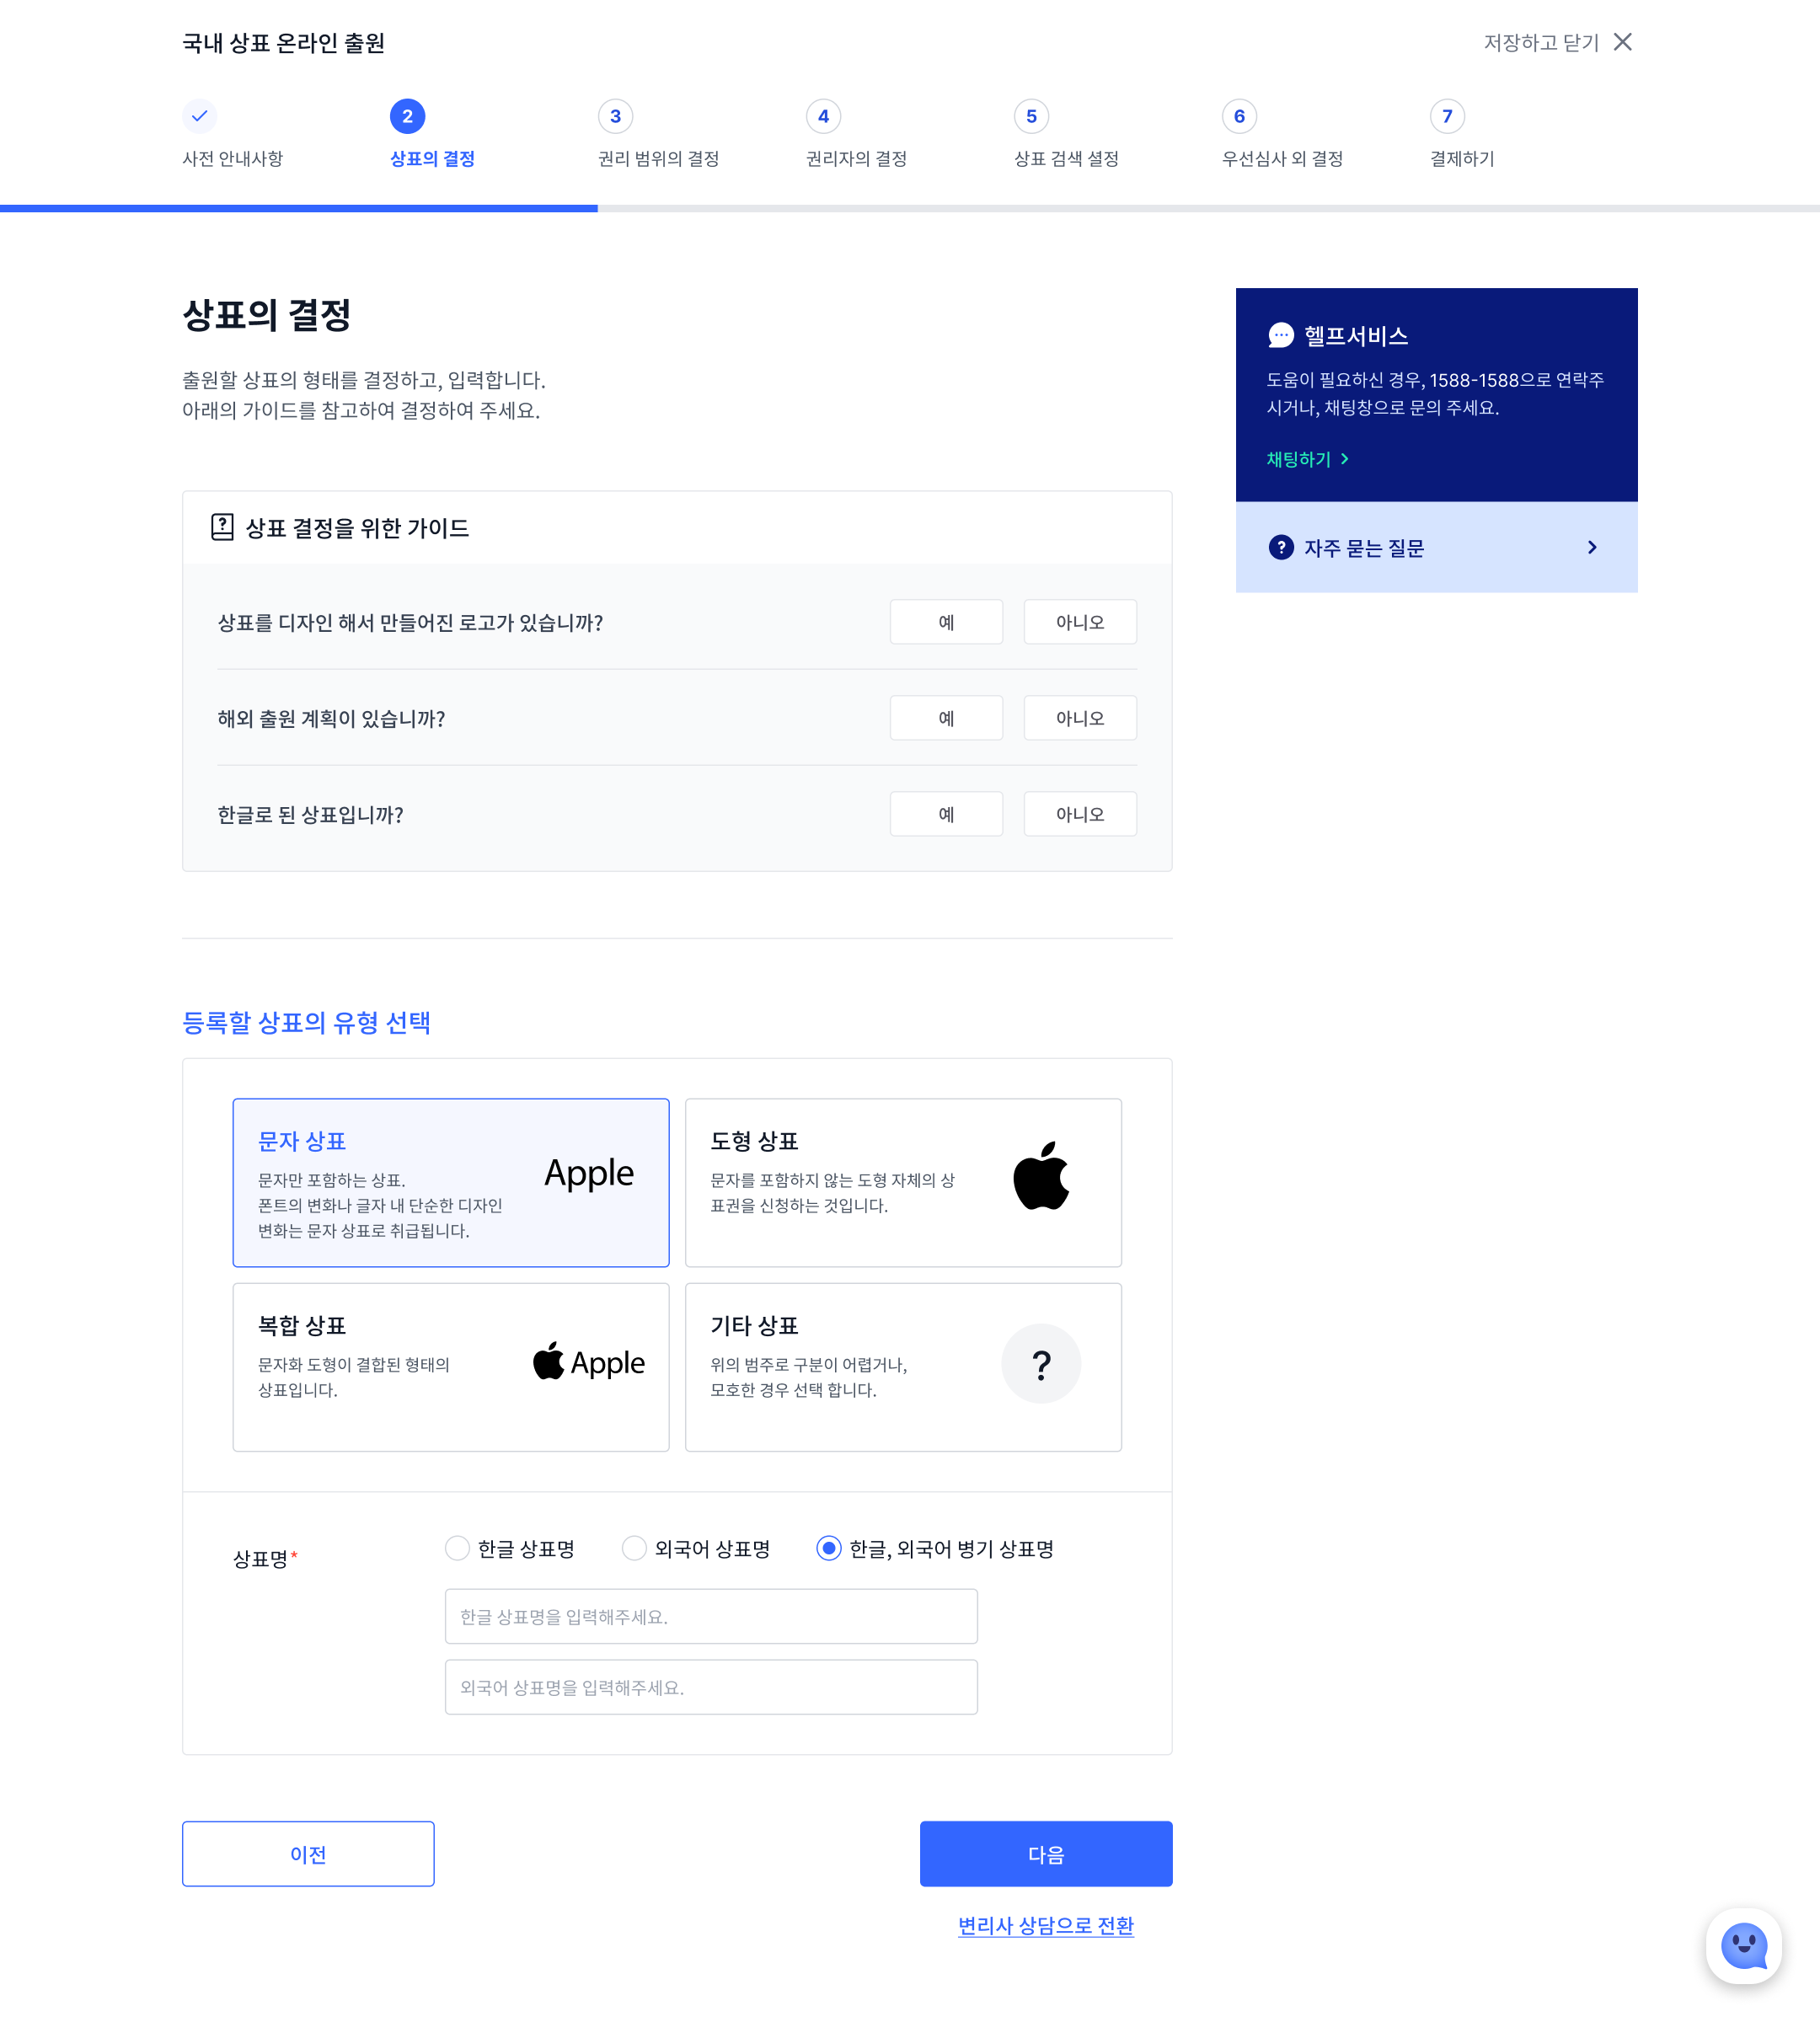 국내 상표 온라인 출원
저장하고 닫기
2
3
4
5
6
7
사전 안내사항
상표의 결정
권리 범위의 결정
권리자의 결정
상표 검색 셜정
우선심사 외 결정
결제하기
상표의 결정
출원할 상표의 형태를 결정하고, 입력합니다.
아래의 가이드를 참고하여 결정하여 주세요.
헬프서비스
도움이 필요하신 경우, 1588-1588으로 연락주
시거나, 채팅창으로 문의 주세요.
채팅하기
? 자주 묻는 질문
? 상표 결정을 위한 가이드
상표를 디자인 해서 만들어진 로고가 있습니까? 예 아니오
해외 출원 계획이 있습니까? 예 아니오
한글로 된 상표입니까? 예 아니오
등록할 상표의 유형 선택
문자 상표
문자만 포함하는 상표.
폰트의 변화나 글자 내 단순한 디자인
변화는 문자 상표로 취급됩니다.
Apple
도형 상표
문자를 포함하지 않는 도형 자체의 상
표권을 신청하는 것입니다.
복합 상표
문자화 도형이 결합된 형태의
상표입니다.
Apple
기타 상표
위의 범주로 구분이 어렵거나,
모호한 경우 선택 합니다.
?
상표명*
한글 상표명 외국어 상표명 한글, 외국어 병기 상표명
한글 상표명을 입력해주세요.
외국어 상표명을 입력해주세요.
이전
다음
변리사 상담으로 전환